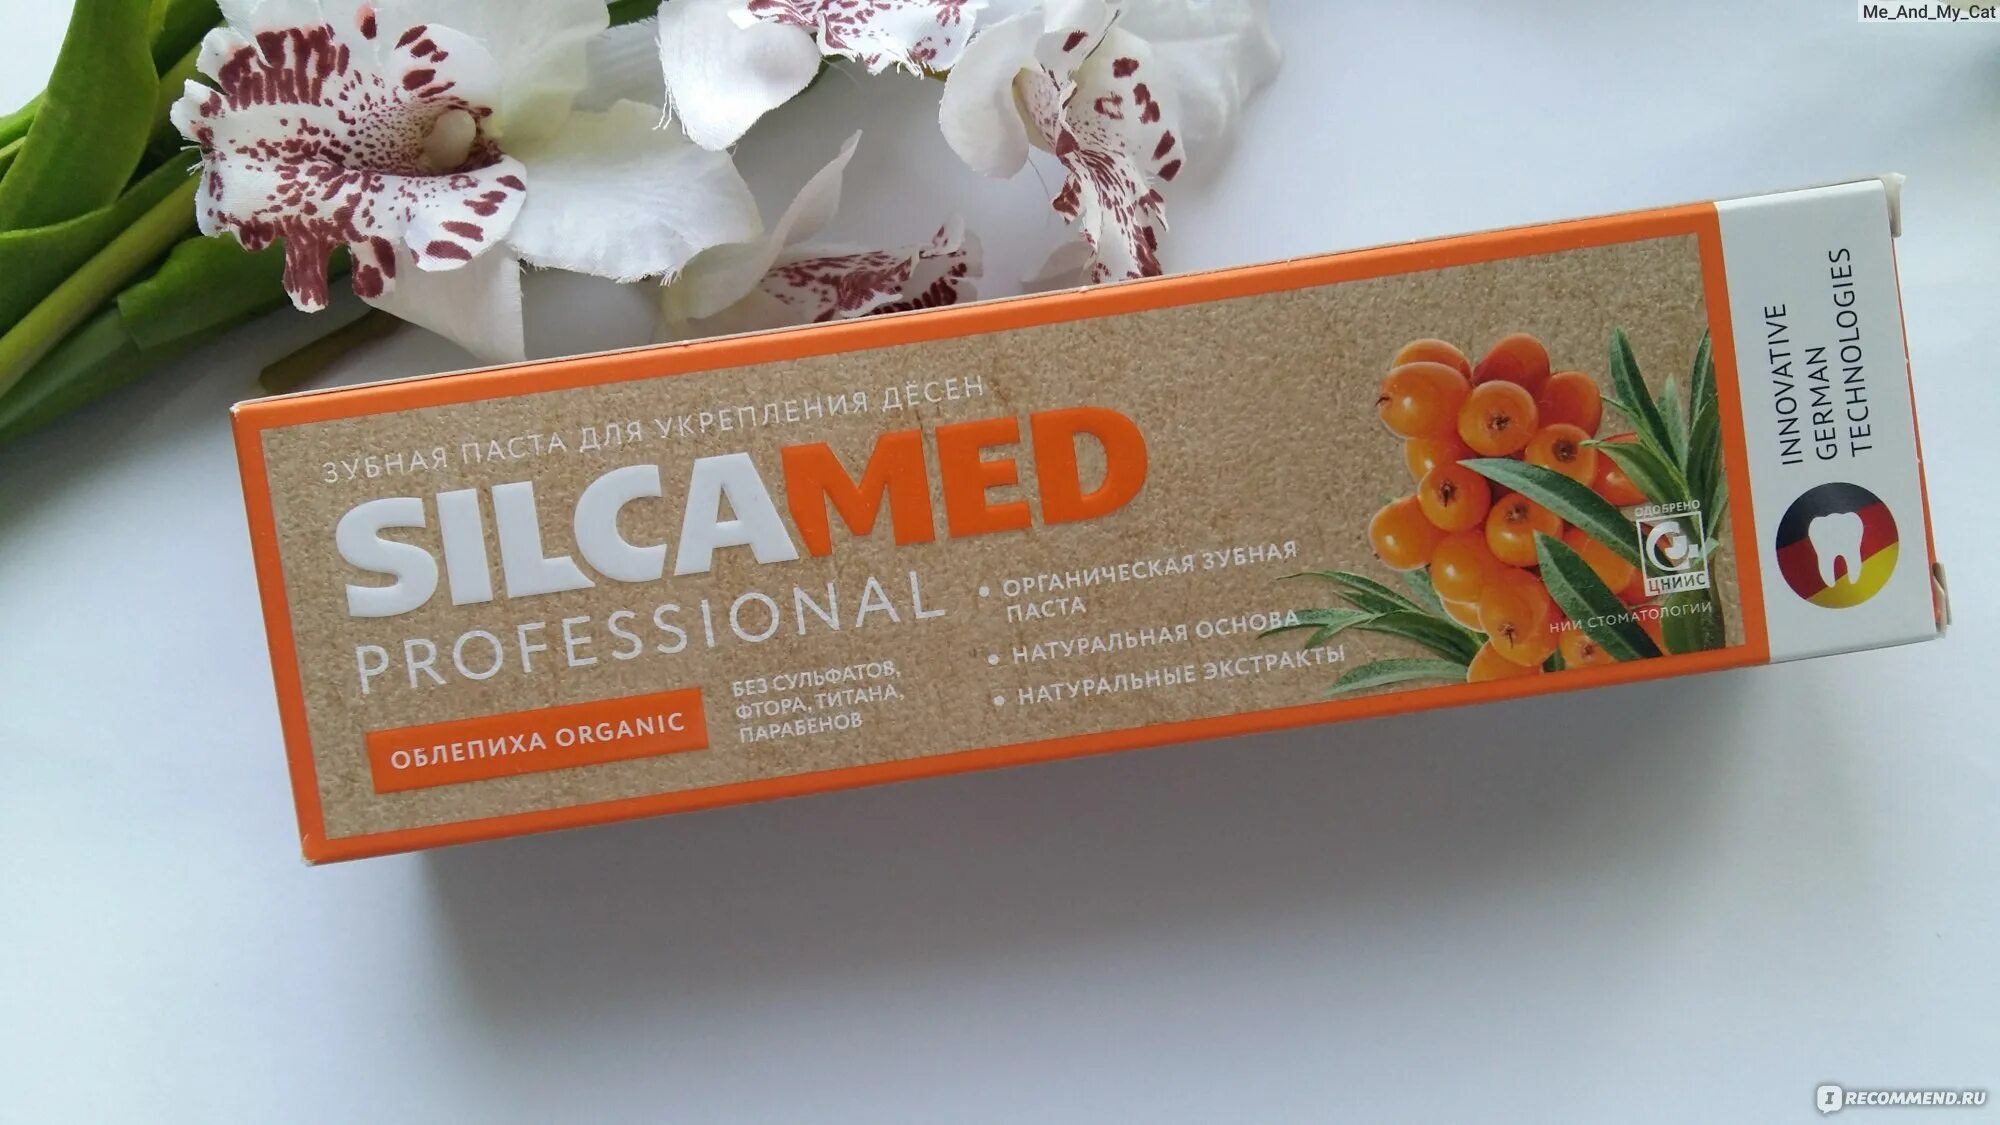 Me_And_My_Cat
ЗУБНАЯ ПАСТА ДЛЯ УКРЕПЛЕНИЯ ДЁСЕН
SILCAMED
PROFESSIONAL
ОБЛЕПИХА ORGANIC
БЕЗ СУЛЬФАТОВ,
ФТОРА, ТИТАНА,
ПАРАБЕНОВ
• ОРГАНИЧЕСКАЯ ЗУБНАЯ
ПАСТА
• НАТУРАЛЬНАЯ ОСНОВА
• НАТУРАЛЬНЫЕ ЭКСТРАКТЫ
ОДОБРЕНО
ЦНИИС
НИИ СТОМАТОЛОГИИ
INNOVATIVE
GERMAN
TECHNOLOGIES
I RECOMMEND.RU